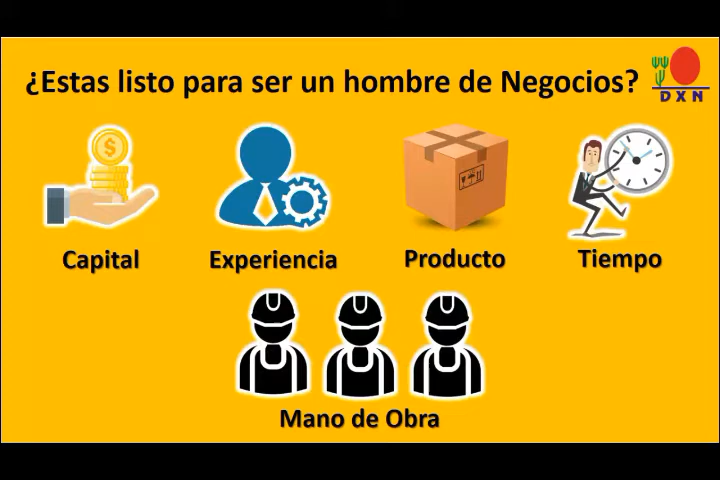 ¿Estas listo para ser un hombre de Negocios?
DXN
$
Capital
Experiencia
Producto
Tiempo
Mano de Obra